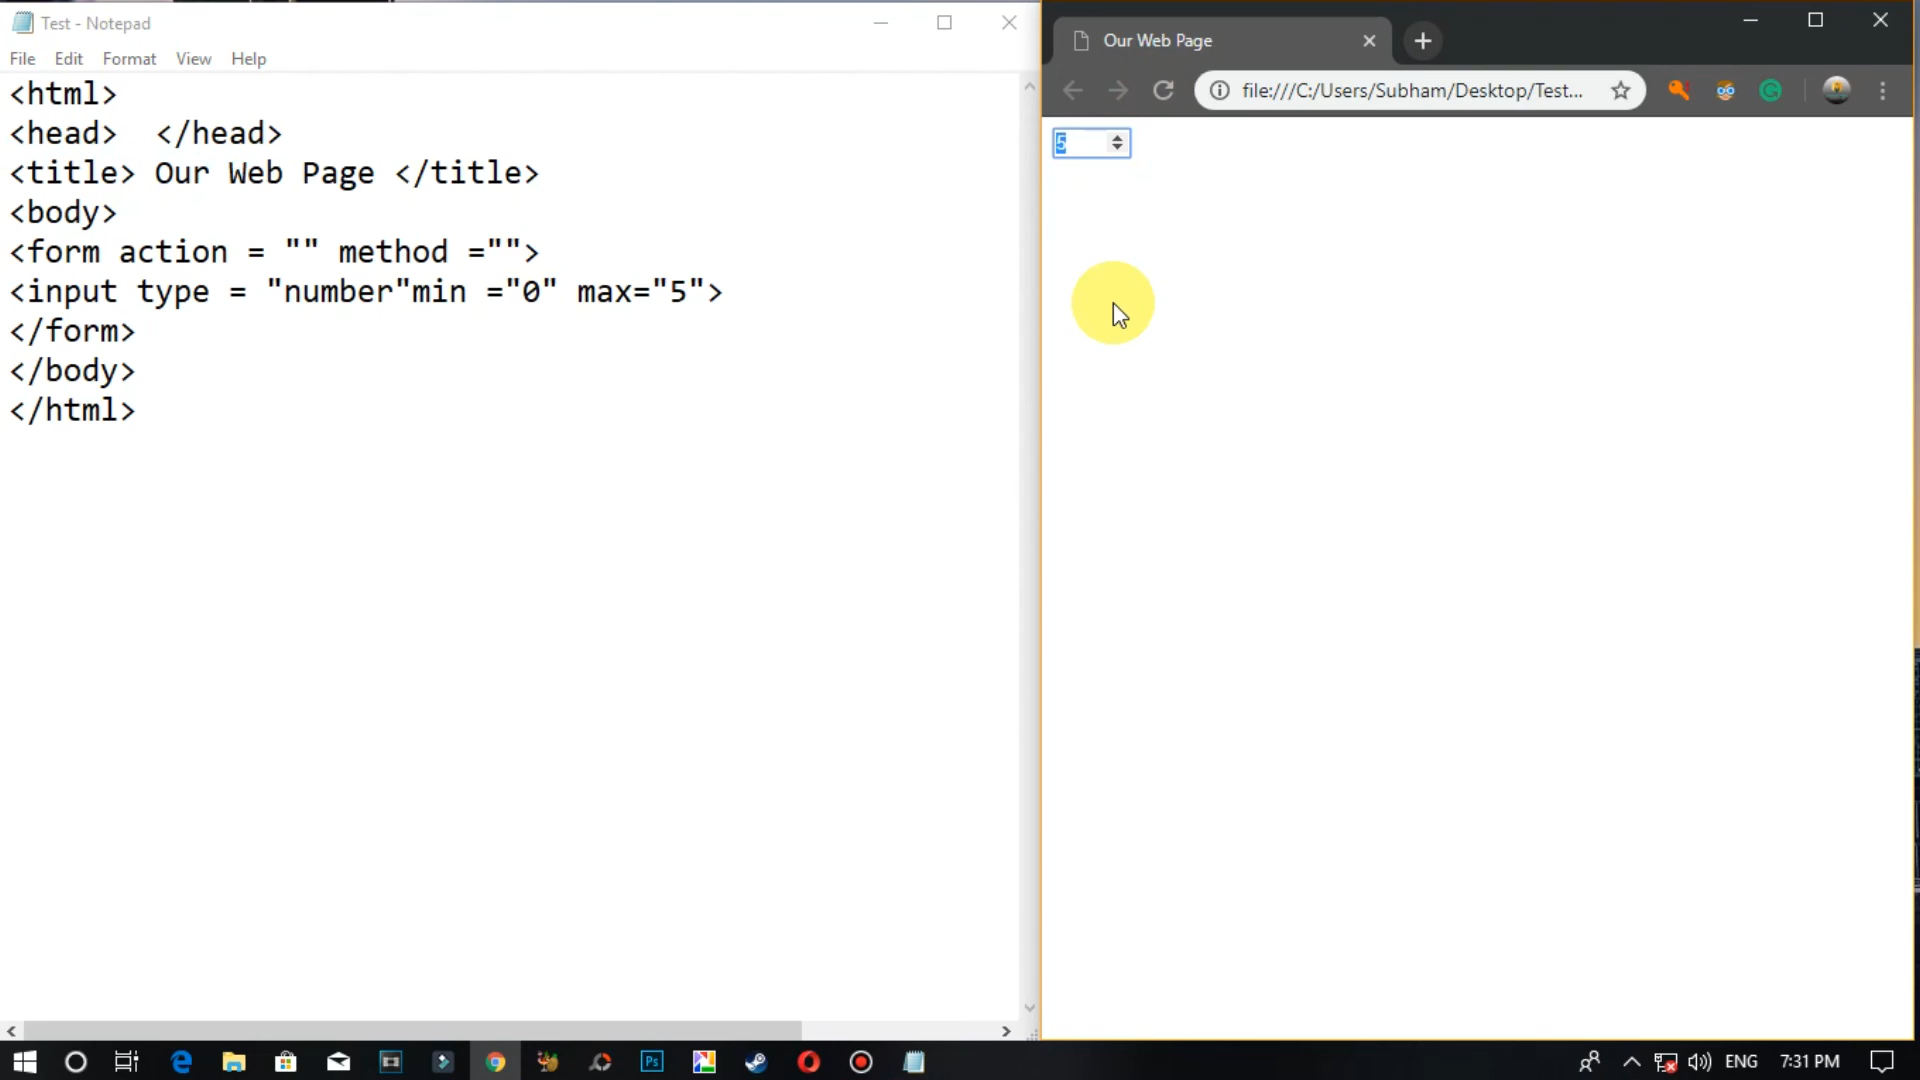 Test - Notepad
File Edit Format View Help
<html>
<head>  </head>
<title> Our Web Page </title>
<body>
<form action = "" method ="">
<input type = "number"min ="0" max="5">
</form>
</body>
</html>
Our Web Page
file:///C:/Users/Subham/Desktop/Test...
5
Ps
ENG
7:31 PM